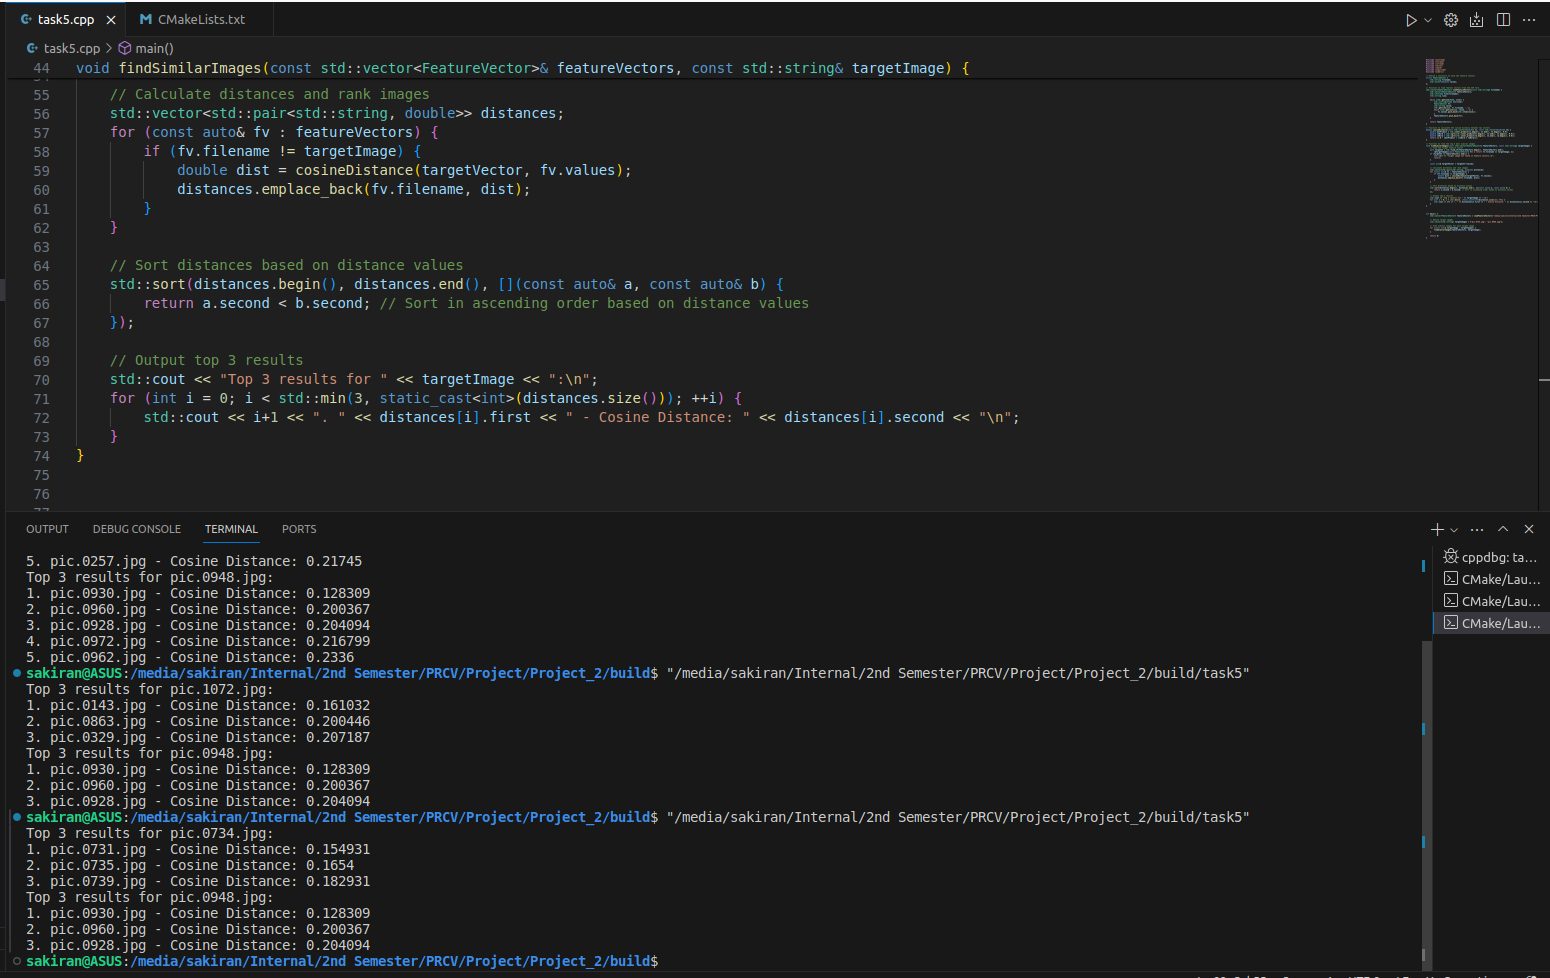 task5.cpp
CMakeLists.txt
task5.cpp > main()
44 void findSimilarImages(const std::vector<FeatureVector>& featureVectors, const std::string& targetImage) {
55 // Calculate distances and rank images
56 std::vector<std::pair<std::string, double>> distances;
57 for (const auto& fv : featureVectors) {
58 if (fv.filename != targetImage) {
59 double dist = cosineDistance(targetVector, fv.values);
60 distances.emplace_back(fv.filename, dist);
61 }
62 }
63
64 // Sort distances based on distance values
65 std::sort(distances.begin(), distances.end(), [](const auto& a, const auto& b) {
66 return a.second < b.second; // Sort in ascending order based on distance values
67 });
68
69 // Output top 3 results
70 std::cout << "Top 3 results for " << targetImage << ":\n";
71 for (int i = 0; i < std::min(3, static_cast<int>(distances.size())); ++i) {
72 std::cout << i+1 << ". " << distances[i].first << " - Cosine Distance: " << distances[i].second << "\n";
73 }
74 }
75
76
77
OUTPUT DEBUG CONSOLE TERMINAL PORTS
5. pic.0257.jpg - Cosine Distance: 0.21745
Top 3 results for pic.0948.jpg:
1. pic.0930.jpg - Cosine Distance: 0.128309
2. pic.0960.jpg - Cosine Distance: 0.200367
3. pic.0928.jpg - Cosine Distance: 0.204094
4. pic.0972.jpg - Cosine Distance: 0.216799
5. pic.0962.jpg - Cosine Distance: 0.2336
sakiran@ASUS:/media/sakiran/Internal/2nd Semester/PRCV/Project/Project_2/build$ "/media/sakiran/Internal/2nd Semester/PRCV/Project/Project_2/build/task5"
Top 3 results for pic.1072.jpg:
1. pic.0143.jpg - Cosine Distance: 0.161032
2. pic.0863.jpg - Cosine Distance: 0.200446
3. pic.0329.jpg - Cosine Distance: 0.207187
Top 3 results for pic.0948.jpg:
1. pic.0930.jpg - Cosine Distance: 0.128309
2. pic.0960.jpg - Cosine Distance: 0.200367
3. pic.0928.jpg - Cosine Distance: 0.204094
sakiran@ASUS:/media/sakiran/Internal/2nd Semester/PRCV/Project/Project_2/build$ "/media/sakiran/Internal/2nd Semester/PRCV/Project/Project_2/build/task5"
Top 3 results for pic.0734.jpg:
1. pic.0731.jpg - Cosine Distance: 0.154931
2. pic.0735.jpg - Cosine Distance: 0.1654
3. pic.0739.jpg - Cosine Distance: 0.182931
Top 3 results for pic.0948.jpg:
1. pic.0930.jpg - Cosine Distance: 0.128309
2. pic.0960.jpg - Cosine Distance: 0.200367
3. pic.0928.jpg - Cosine Distance: 0.204094
sakiran@ASUS:/media/sakiran/Internal/2nd Semester/PRCV/Project/Project_2/build$
cppdbg: ta...
CMake/Lau...
CMake/Lau...
CMake/Lau...